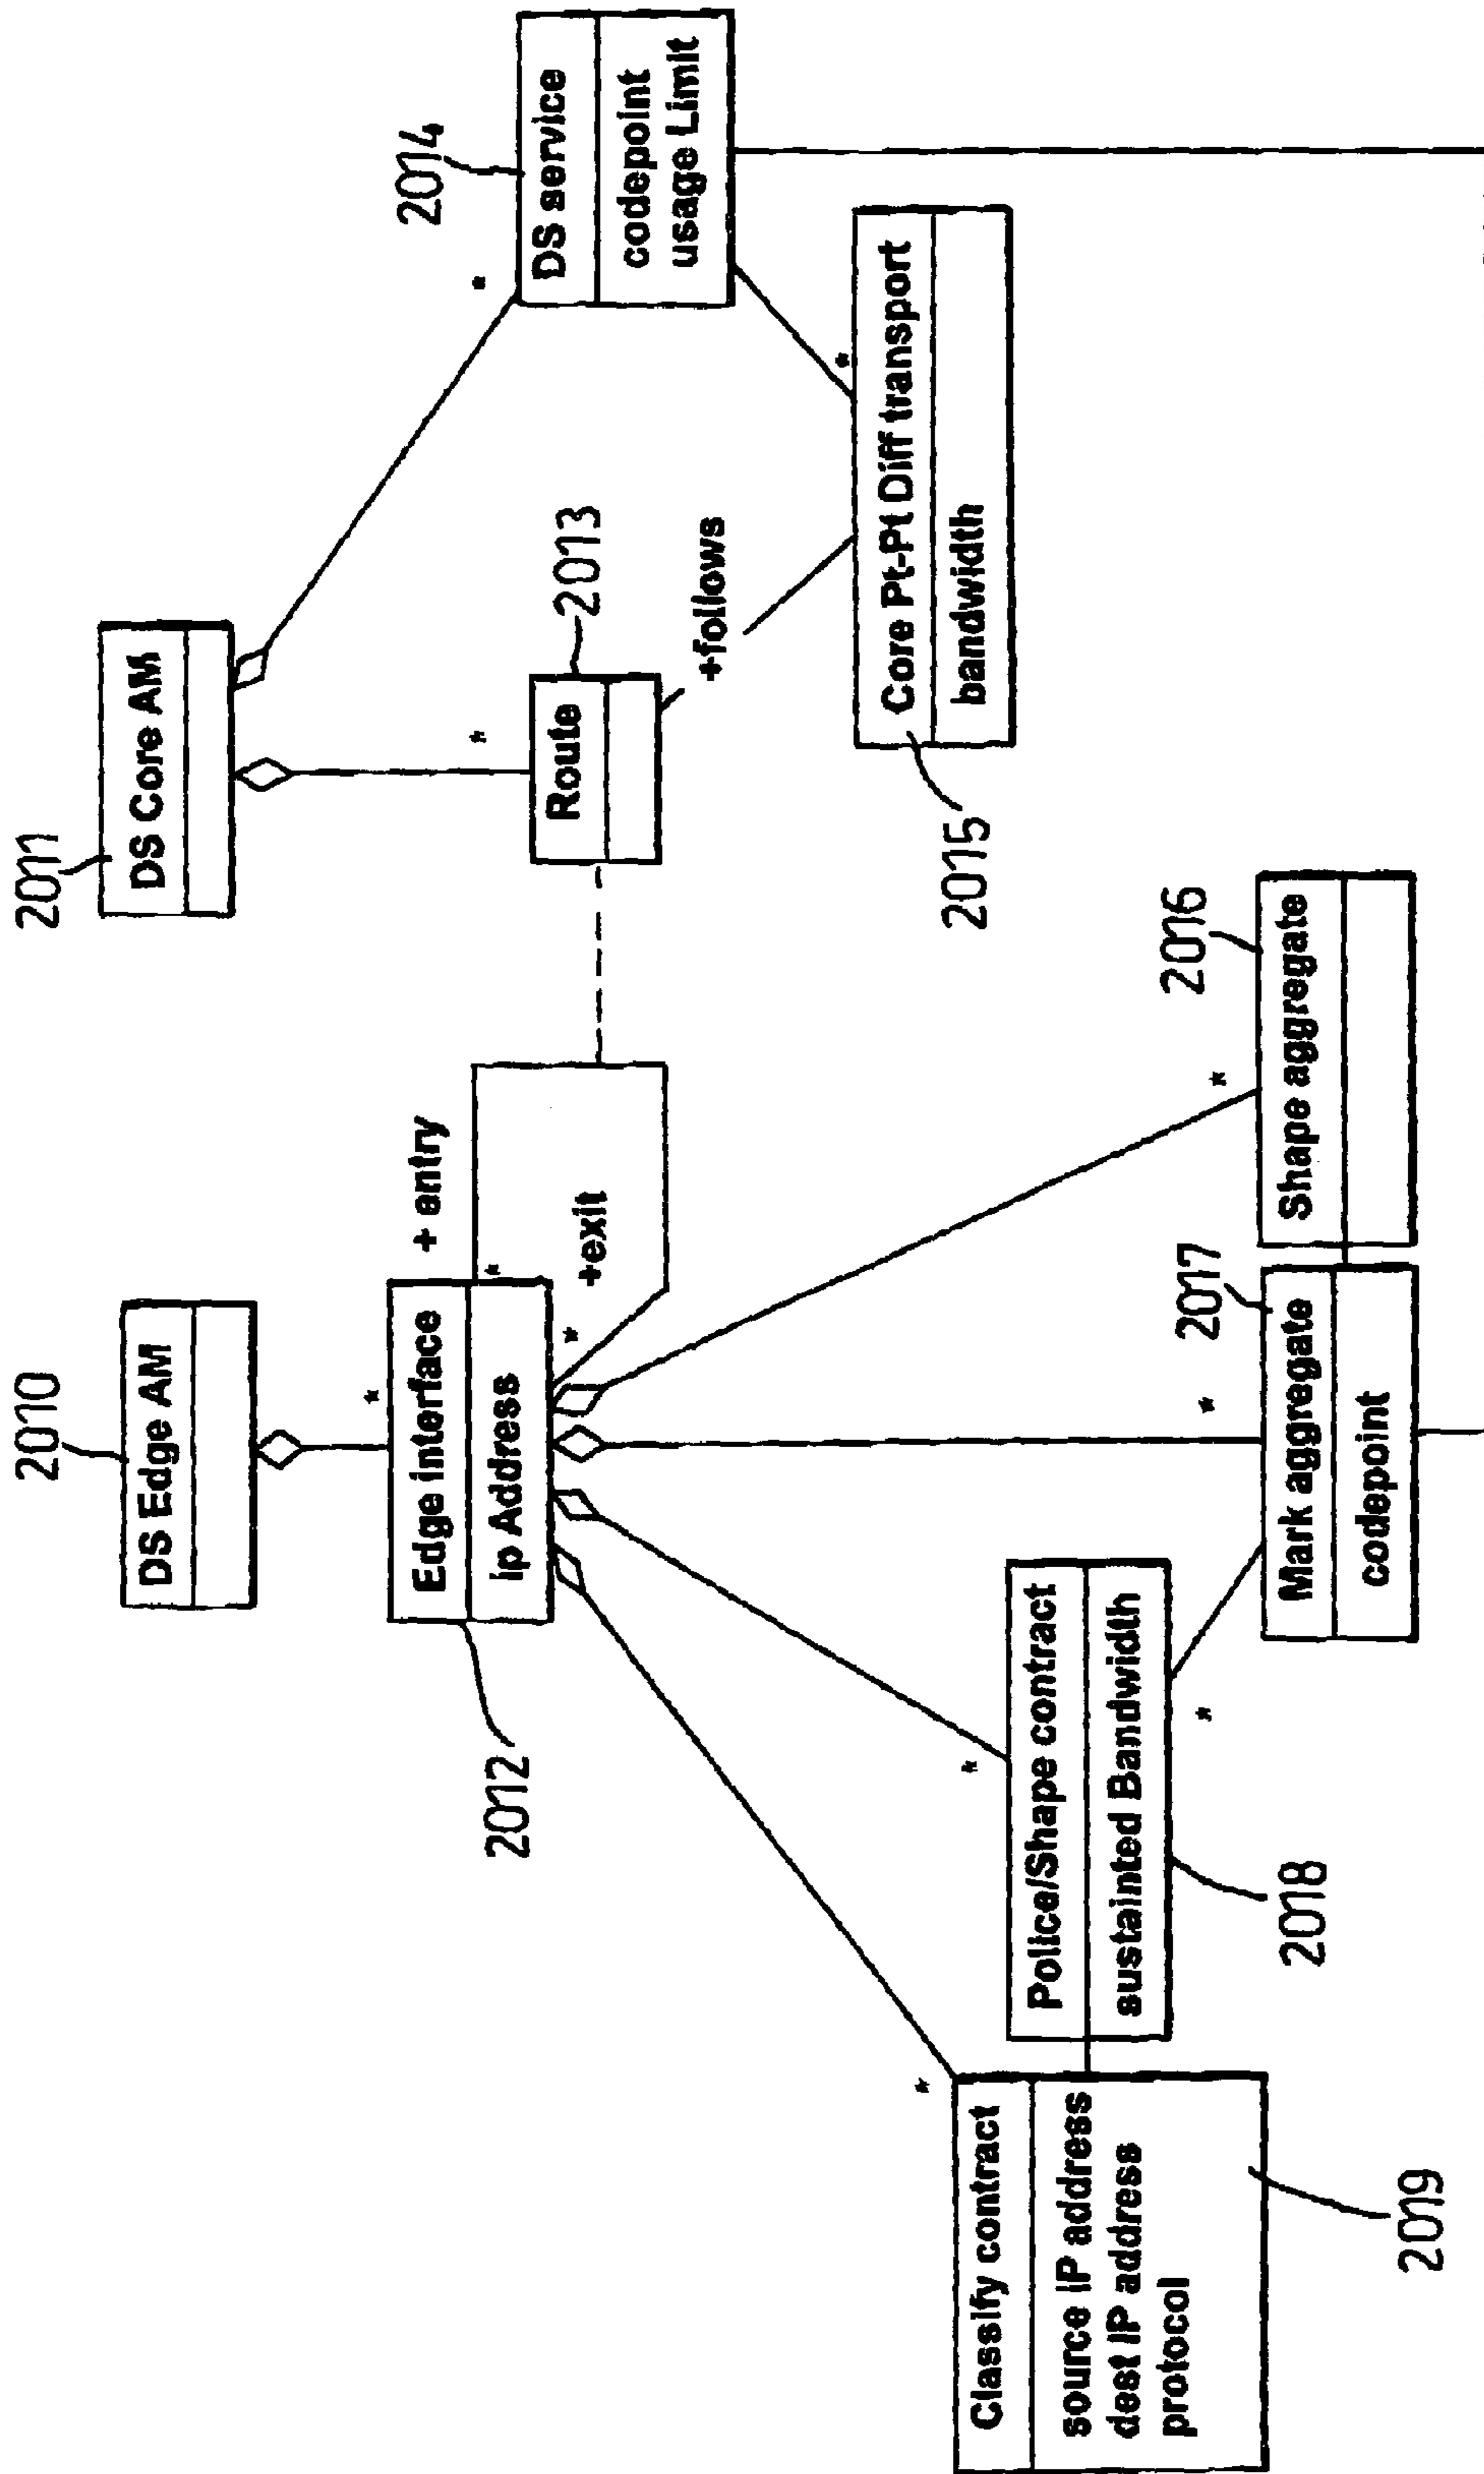 2010
DS Edge AM
2011
DS Core AM
2012
Edge interface
ip Address
+ entry
+exit
*
*
*
Route
2013
*
*
2014
DS service
codepoint
usage Limit
+follows
*
2015
Core Pt-Pt Diff transport
bandwidth
2019
Classify contract
source IP address
dest IP address
protocol
*
2018
Police/Shape contract
sustainted Bandwidth
*
*
2017
Mark aggregate
codepoint
*
2016
Shape aggregate
*